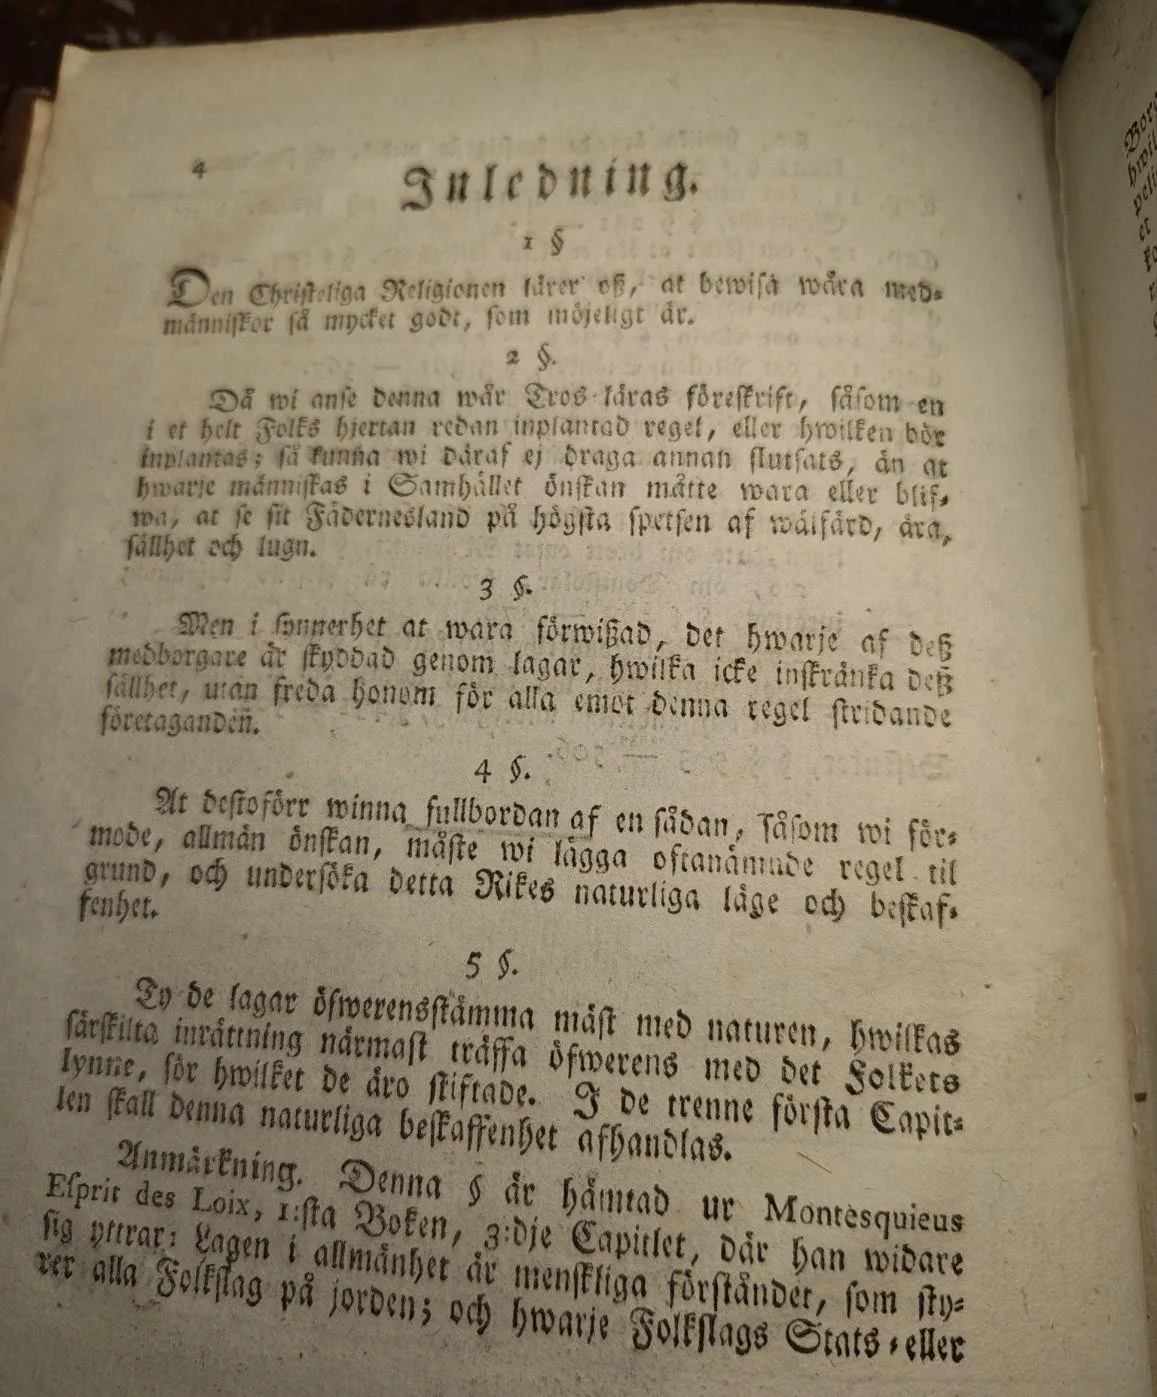 4
Inledning.
1 §
Den Christeliga Religionen lärer oß, at bewisa wåra med-
människor så mycket godt, som möjeligt är.
2 §.
Då wi anse denna wår Tros-läras föreskrift, såsom en
i et helt Folks hjertan redan inplantad regel, eller hwilken bör
inplantas; så kunna wi däraf ej draga annan slutsats, än at
hwarje människas i Samhället önskan måtte wara eller blif-
wa, at se sit Fädernesland på högsta spetsen af wälfärd, ära,
sällhet och lugn.
3 §.
Men i synnerhet at wara förwißad, det hwarje af deß
medborgare är skyddad genom lagar, hwilka icke inskränka deß
sällhet, utan freda honom för alla emot denna regel stridande
företaganden.
4 §.
At destoförr winna fullbordan af en sådan, såsom wi för-
mode, allmän önskan, måste wi lägga oftanämnde regel til
grund, och undersöka detta Rikes naturliga läge och beskaf-
fenhet.
5 §.
Ty de lagar öfwerensstämma mäst med naturen, hwilkas
särskilta inrättning närmast träffa öfwerens med det Folkets
lynne, för hwilket de äro stiftade. I de trenne första Capit-
len skall denna naturliga beskaffenhet afhandlas.
Anmärkning. Denna § är hämtad ur Montesquieus
Esprit des Loix, 1:sta Boken, 3:dje Capitlet, där han widare
sig yttrar: Lagen i allmänhet är menskliga förståndet, som sty-
rer alla Folkslag på jorden; och hwarje Folkslags Stats- eller